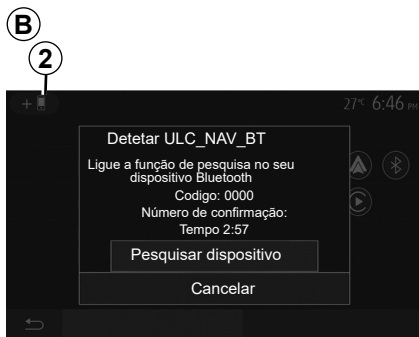 B
2
+
27°C 6:46 PM
Detetar ULC_NAV_BT
Ligue a função de pesquisa no seu
dispositivo Bluetooth
Codigo: 0000
Número de confirmação:
Tempo 2:57
Pesquisar dispositivo
Cancelar